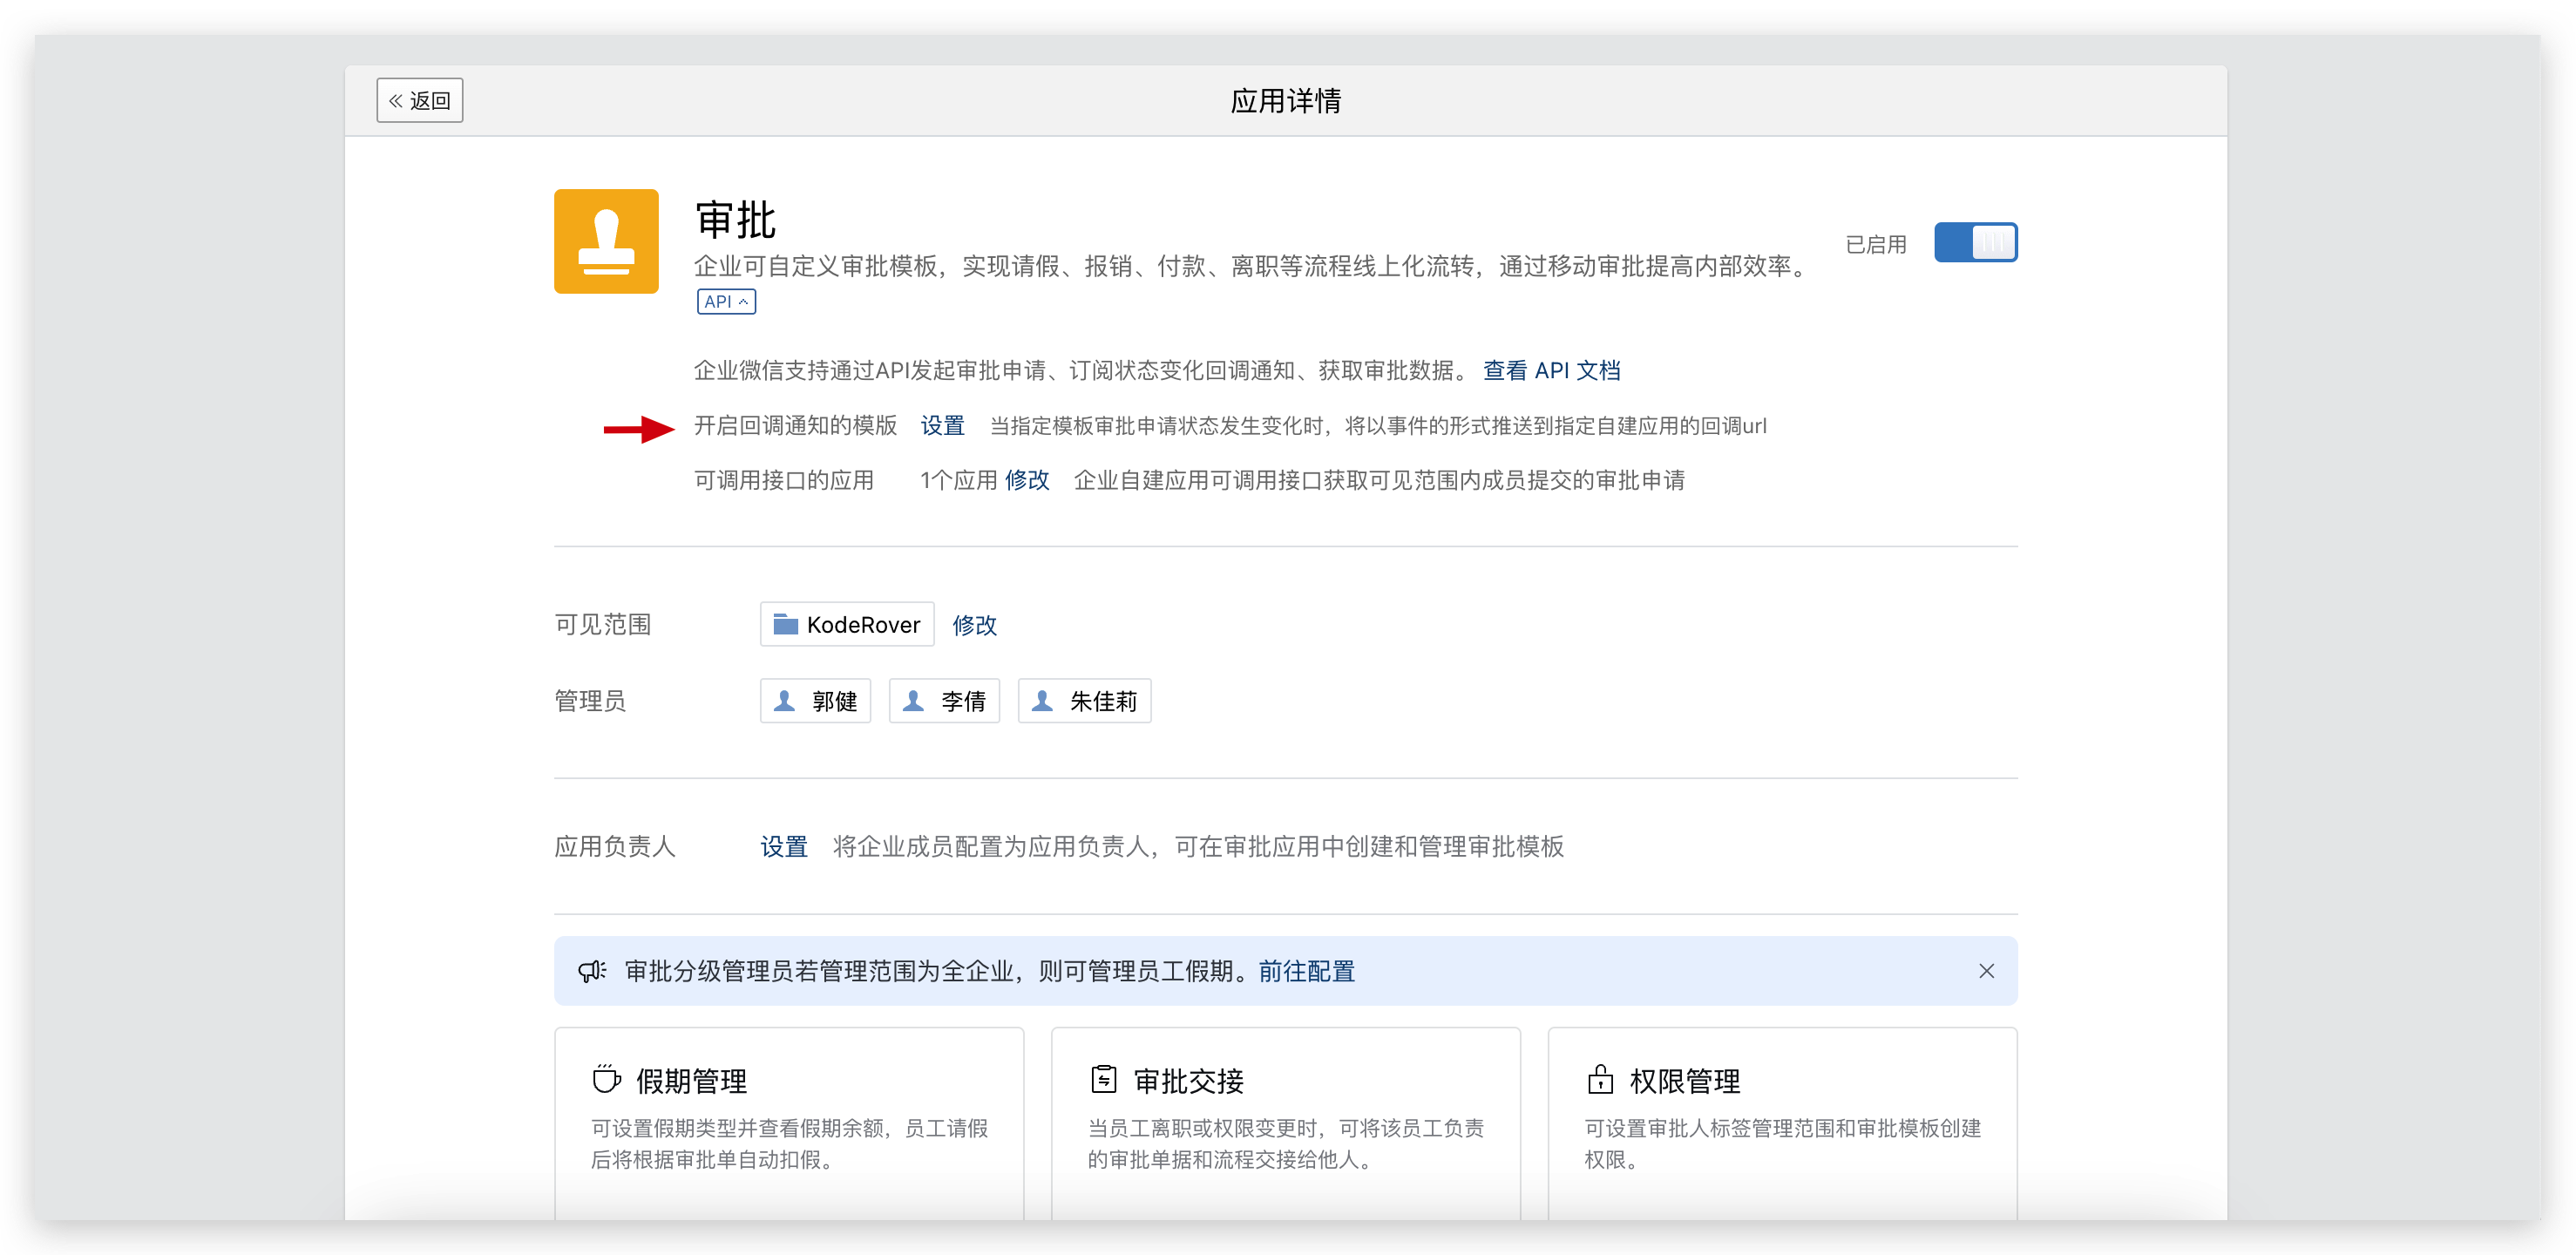 返回
应用详情
审批
企业可自定义审批模板，实现请假、报销、付款、离职等流程线上化流转，通过移动审批提高内部效率。
已启用
API
企业微信支持通过API发起审批申请、订阅状态变化回调通知、获取审批数据。 查看 API 文档
开启回调通知的模版 设置 当指定模板审批申请状态发生变化时，将以事件的形式推送到指定自建应用的回调url
可调用接口的应用 1个应用 修改 企业自建应用可调用接口获取可见范围内成员提交的审批申请
可见范围 KodeRover 修改
管理员 郭健 李倩 朱佳莉
应用负责人 设置 将企业成员配置为应用负责人，可在审批应用中创建和管理审批模板
审批分级管理员若管理范围为全企业，则可管理员工假期。前往配置
假期管理
可设置假期类型并查看假期余额，员工请假
后将根据审批单自动扣假。
审批交接
当员工离职或权限变更时，可将该员工负责
的审批单据和流程交接给他人。
权限管理
可设置审批人标签管理范围和审批模板创建
权限。